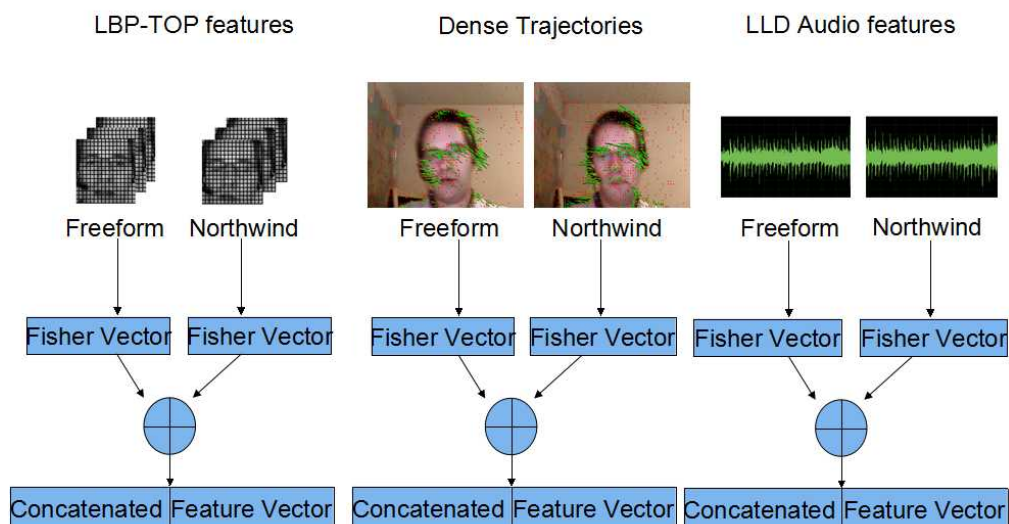 LBP-TOP features
Dense Trajectories
LLD Audio features
Freeform
Northwind
Freeform
Northwind
Freeform
Northwind
Fisher Vector
Fisher Vector
Fisher Vector
Fisher Vector
Fisher Vector
Fisher Vector
Concatenated Feature Vector
Concatenated Feature Vector
Concatenated Feature Vector